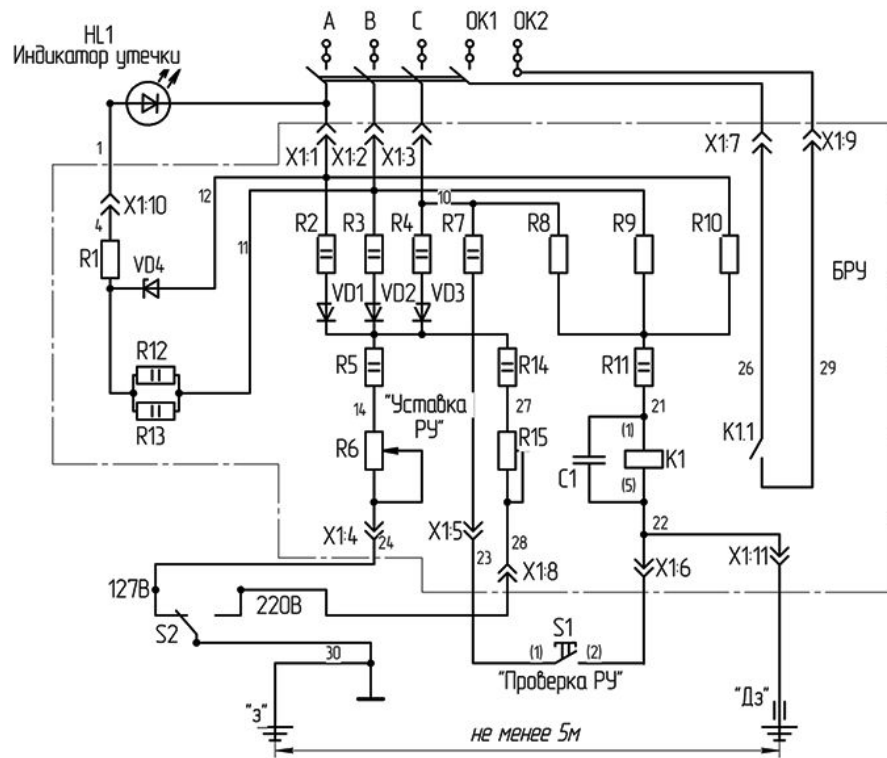 A B C OK1 OK2
HL1
Индикатор утечки
1
X1:1 X1:2 X1:3 X1:7 X1:9
12 10
X1:10
4 11
R2 R3 R4 R7 R8 R9 R10
R1 VD4
БРУ
VD1 VD2 VD3
R12 R5 R14 R11
26 29
14 "Уставка РУ" 27 21
R13
R6 R15 (1) K1.1
C1 K1
(5)
22
X1:4 24 X1:5 28 X1:11
23 X1:8 X1:6
127В 220В
S2 S1
30 (1) (2)
"Проверка РУ"
"з" "Дз"
не менее 5м